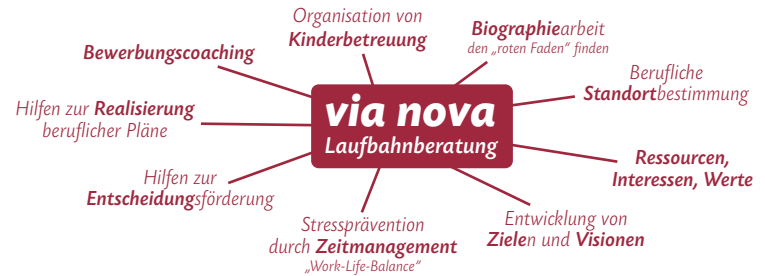 Organisation von
Kinderbetreuung
Biographiearbeit
den „roten Faden“ finden
Bewerbungscoaching
Berufliche
Standortbestimmung
via nova
Laufbahnberatung
Hilfen zur Realisierung
beruflicher Pläne
Ressourcen,
Interessen, Werte
Hilfen zur
Entscheidungsförderung
Entwicklung von
Zielen und Visionen
Stressprävention
durch Zeitmanagement
„Work-Life-Balance“